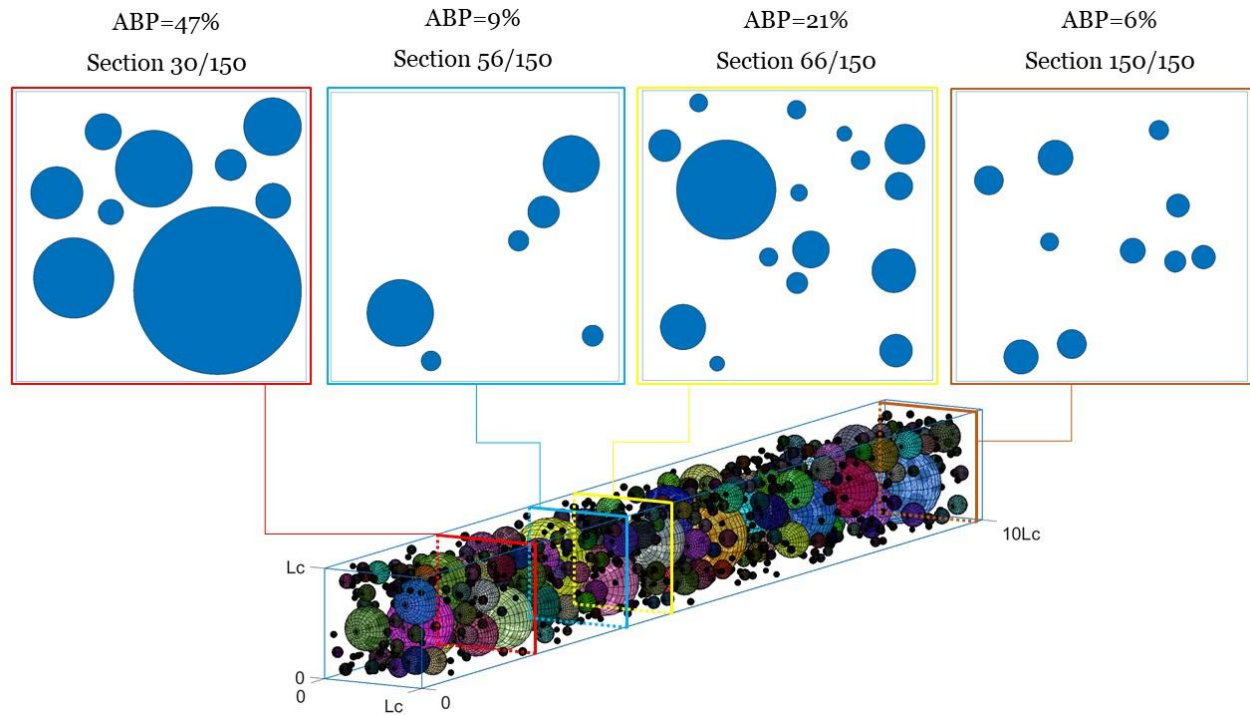 ABP=47%
Section 30/150
ABP=9%
Section 56/150
ABP=21%
Section 66/150
ABP=6%
Section 150/150
Lc
0
0
Lc
0
10Lc